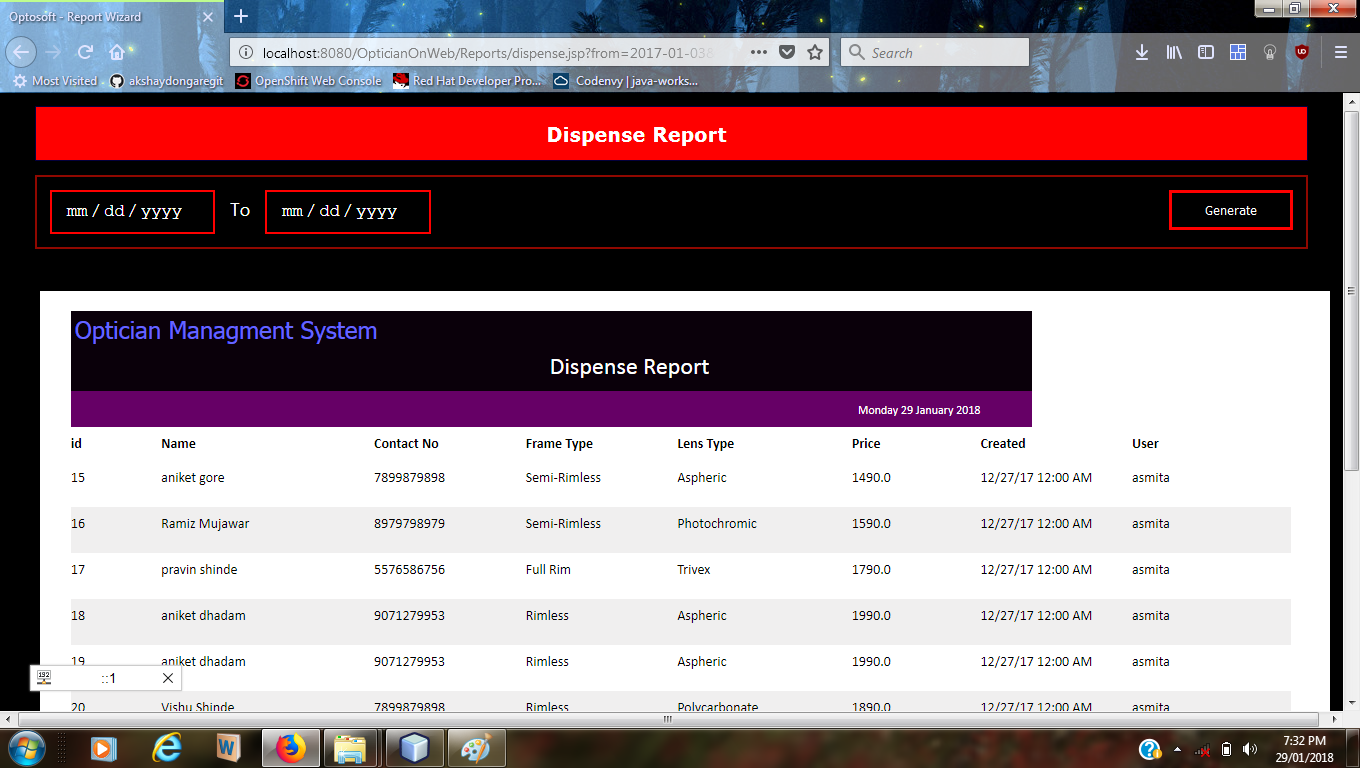 Optosoft - Report Wizard
localhost:8080/OpticianOnWeb/Reports/dispense.jsp?from=2017-01-03&
Search
Most Visited akshaydongaregit OpenShift Web Console Red Hat Developer Pro... Codenvy | java-works...
Dispense Report
mm / dd / yyyy To mm / dd / yyyy Generate
Optician Managment System
Dispense Report
Monday 29 January 2018
id Name Contact No Frame Type Lens Type Price Created User
15 aniket gore 7899879898 Semi-Rimless Aspheric 1490.0 12/27/17 12:00 AM asmita
16 Ramiz Mujawar 8979798979 Semi-Rimless Photochromic 1590.0 12/27/17 12:00 AM asmita
17 pravin shinde 5576586756 Full Rim Trivex 1790.0 12/27/17 12:00 AM asmita
18 aniket dhadam 9071279953 Rimless Aspheric 1990.0 12/27/17 12:00 AM asmita
19 aniket dhadam 9071279953 Rimless Aspheric 1990.0 12/27/17 12:00 AM asmita
::1
20 Vishu Shinde 7899879898 Rimless Polycarbonate 1890.0 12/27/17 12:00 AM asmita
7:32 PM
29/01/2018